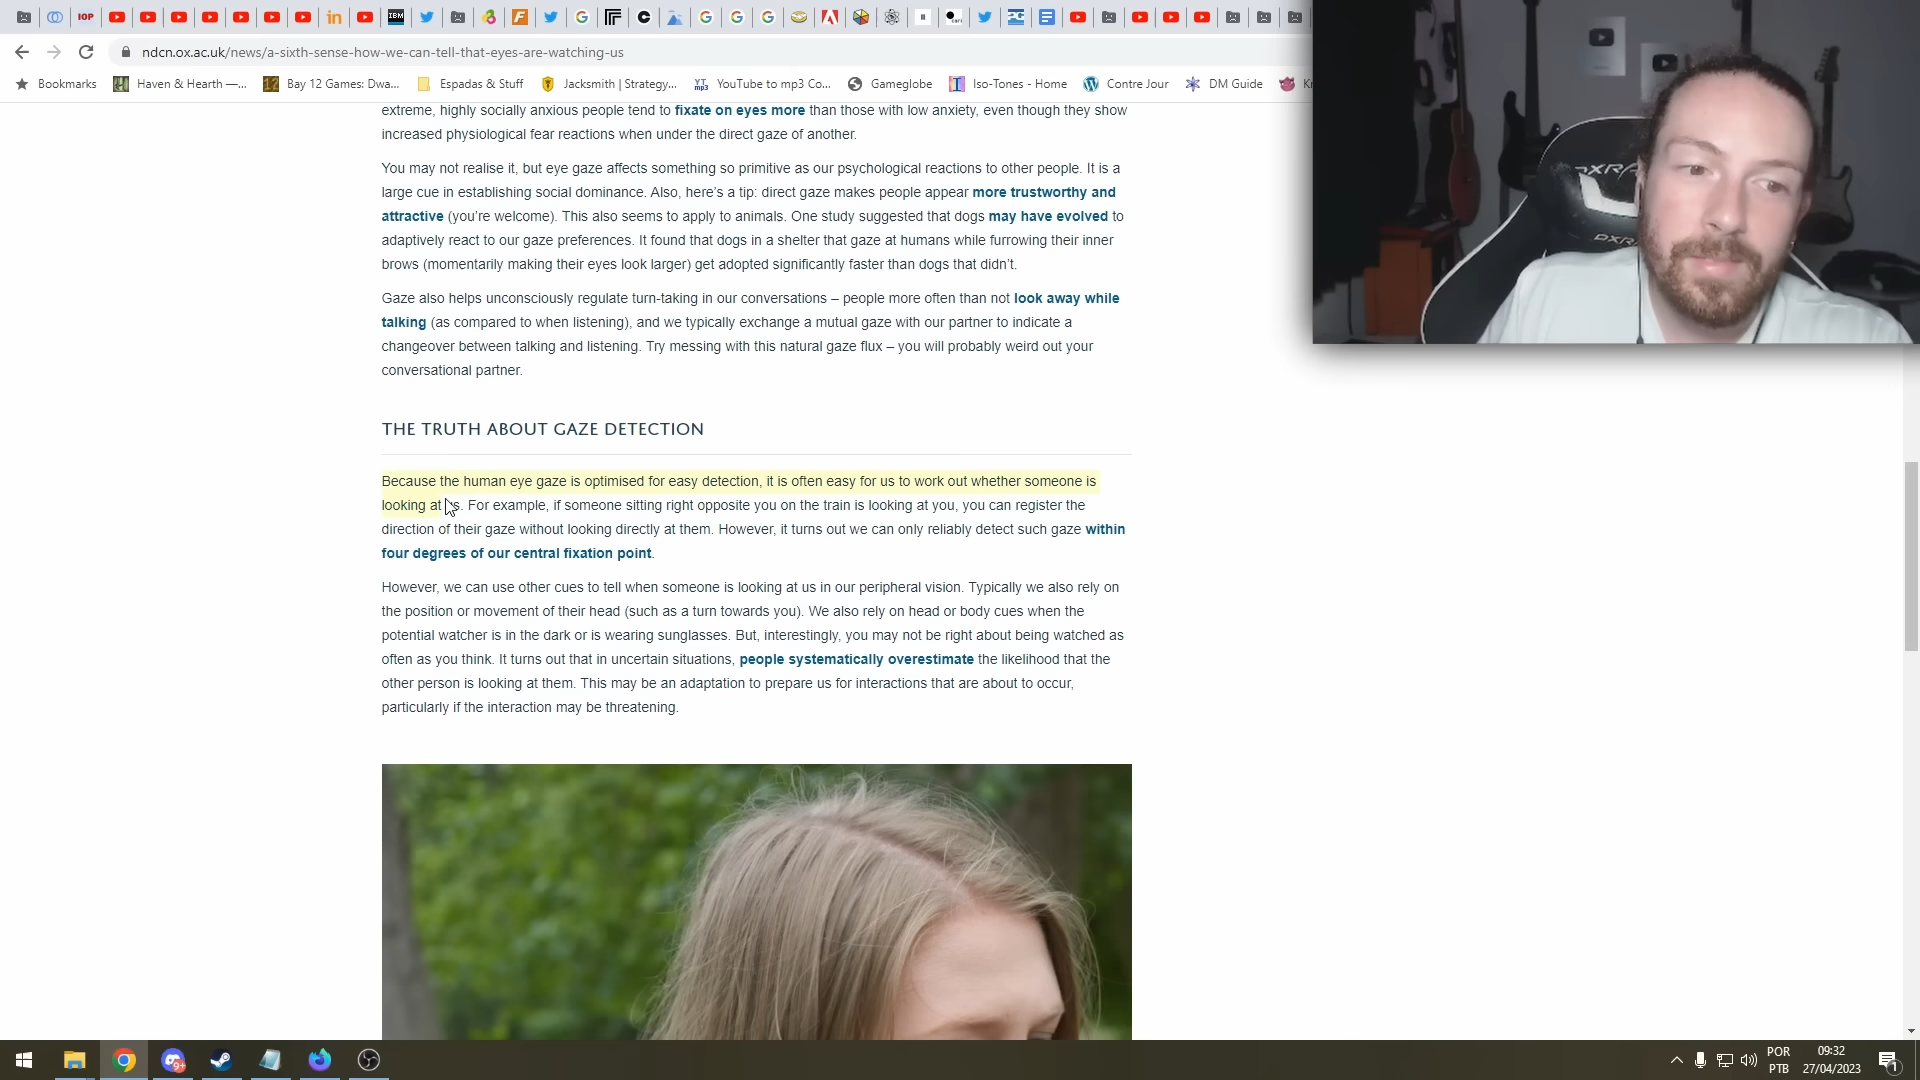 IOP
in
IBM
ndcn.ox.ac.uk/news/a-sixth-sense-how-we-can-tell-that-eyes-are-watching-us
Bookmarks Haven & Hearth —... Bay 12 Games: Dwa... Espadas & Stuff Jacksmith | Strategy... YouTube to mp3 Co... Gameglobe Iso-Tones - Home Contre Jour DM Guide
extreme, highly socially anxious people tend to fixate on eyes more than those with low anxiety, even though they show
increased physiological fear reactions when under the direct gaze of another.
You may not realise it, but eye gaze affects something so primitive as our psychological reactions to other people. It is a
large cue in establishing social dominance. Also, here's a tip: direct gaze makes people appear more trustworthy and
attractive (you're welcome). This also seems to apply to animals. One study suggested that dogs may have evolved to
adaptively react to our gaze preferences. It found that dogs in a shelter that gaze at humans while furrowing their inner
brows (momentarily making their eyes look larger) get adopted significantly faster than dogs that didn't.
Gaze also helps unconsciously regulate turn-taking in our conversations – people more often than not look away while
talking (as compared to when listening), and we typically exchange a mutual gaze with our partner to indicate a
changeover between talking and listening. Try messing with this natural gaze flux – you will probably weird out your
conversational partner.
THE TRUTH ABOUT GAZE DETECTION
Because the human eye gaze is optimised for easy detection, it is often easy for us to work out whether someone is
looking at us. For example, if someone sitting right opposite you on the train is looking at you, you can register the
direction of their gaze without looking directly at them. However, it turns out we can only reliably detect such gaze within
four degrees of our central fixation point.
However, we can use other cues to tell when someone is looking at us in our peripheral vision. Typically we also rely on
the position or movement of their head (such as a turn towards you). We also rely on head or body cues when the
potential watcher is in the dark or is wearing sunglasses. But, interestingly, you may not be right about being watched as
often as you think. It turns out that in uncertain situations, people systematically overestimate the likelihood that the
other person is looking at them. This may be an adaptation to prepare us for interactions that are about to occur,
particularly if the interaction may be threatening.
POR
PTB
09:32
27/04/2023